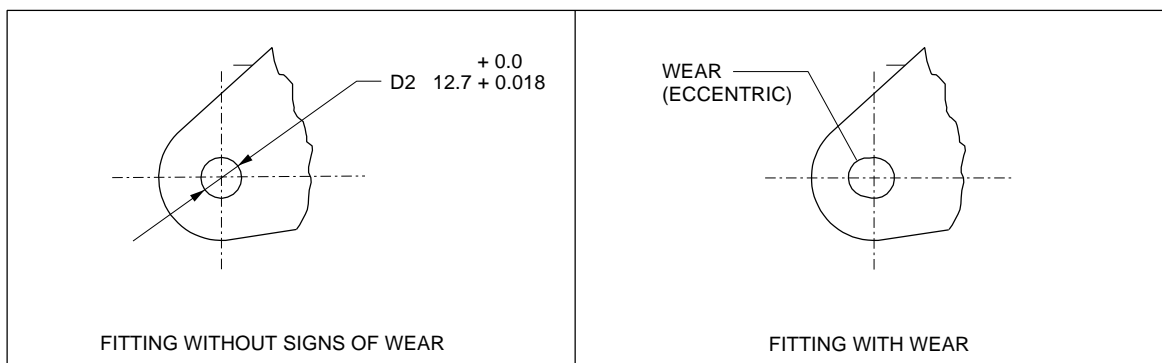 + 0.0
D2 12.7 + 0.018
FITTING WITHOUT SIGNS OF WEAR
WEAR
(ECCENTRIC)
FITTING WITH WEAR